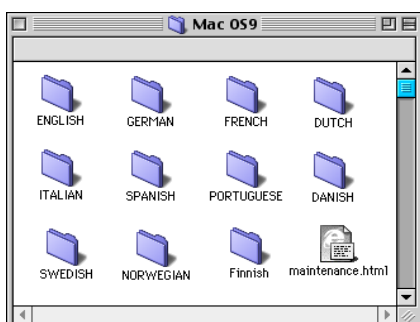 Mac OS9
ENGLISH GERMAN FRENCH DUTCH
ITALIAN SPANISH PORTUGUESE DANISH
SWEDISH NORWEGIAN Finnish maintenance.html